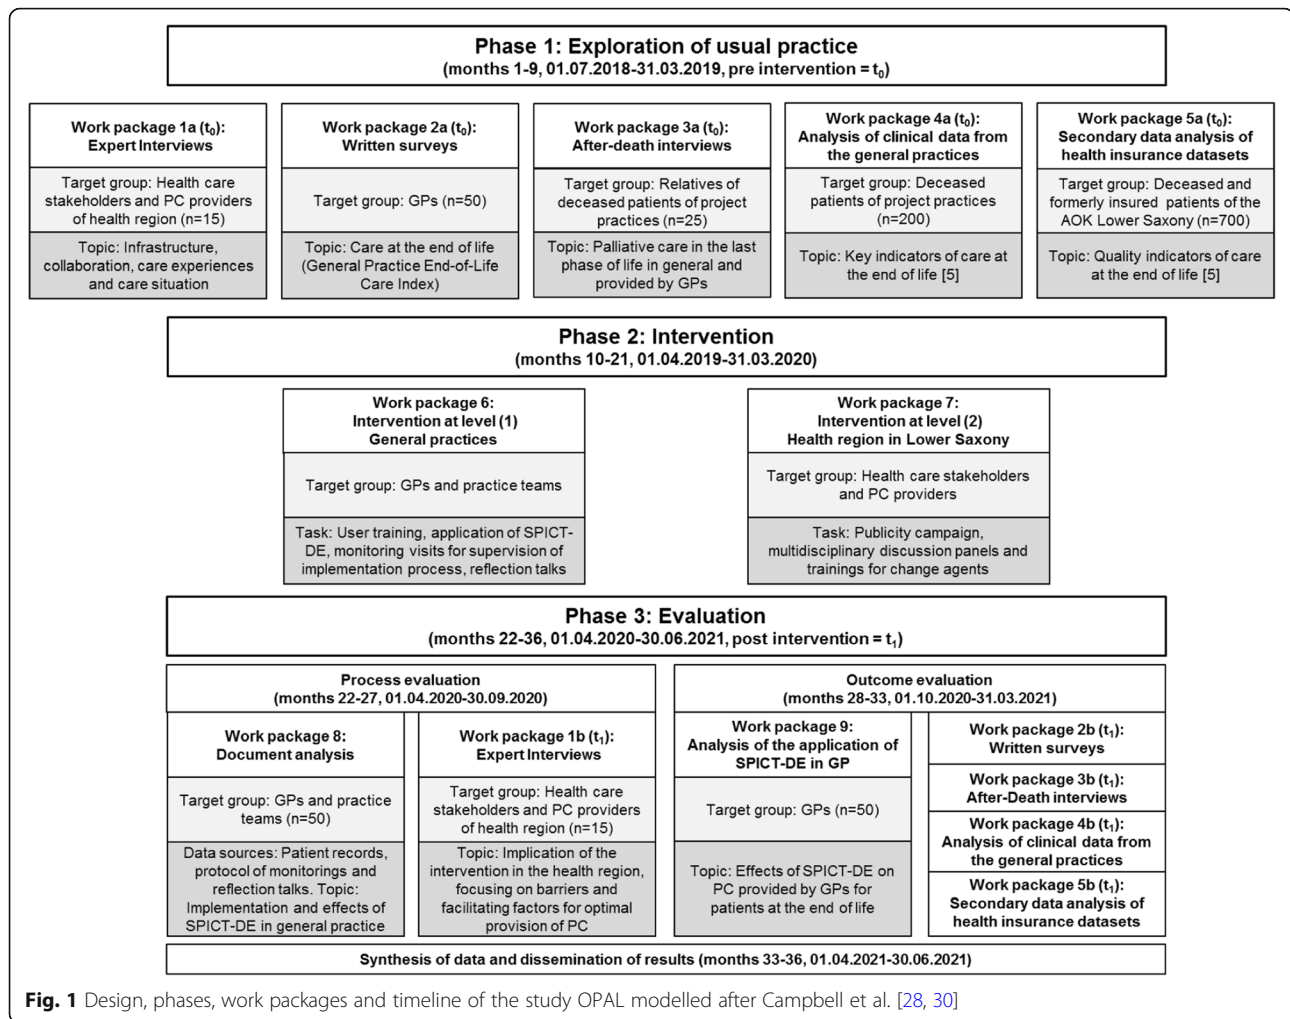 Phase 1: Exploration of usual practice
(months 1-9, 01.07.2018-31.03.2019, pre intervention = t0)
Work package 1a (t0):
Expert Interviews
Target group: Health care
stakeholders and PC providers
of health region (n=15)
Topic: Infrastructure,
collaboration, care experiences
and care situation
Work package 2a (t0):
Written surveys
Target group: GPs (n=50)
Topic: Care at the end of life
(General Practice End-of-Life
Care Index)
Work package 3a (t0):
After-death interviews
Target group: Relatives of
deceased patients of project
practices (n=25)
Topic: Palliative care in the last
phase of life in general and
provided by GPs
Work package 4a (t0):
Analysis of clinical data from
the general practices
Target group: Deceased
patients of project practices
(n=200)
Topic: Key indicators of care at
the end of life [5]
Work package 5a (t0):
Secondary data analysis of
health insurance datasets
Target group: Deceased and
formerly insured patients of the
AOK Lower Saxony (n=700)
Topic: Quality indicators of care
at the end of life [5]
Phase 2: Intervention
(months 10-21, 01.04.2019-31.03.2020)
Work package 6:
Intervention at level (1)
General practices
Target group: GPs and practice teams
Task: User training, application of SPICT-
DE, monitoring visits for supervision of
implementation process, reflection talks
Work package 7:
Intervention at level (2)
Health region in Lower Saxony
Target group: Health care stakeholders
and PC providers
Task: Publicity campaign,
multidisciplinary discussion panels and
trainings for change agents
Phase 3: Evaluation
(months 22-36, 01.04.2020-30.06.2021, post intervention = t1)
Process evaluation
(months 22-27, 01.04.2020-30.09.2020)
Work package 8:
Document analysis
Target group: GPs and practice
teams (n=50)
Data sources: Patient records,
protocol of monitorings and
reflection talks. Topic:
Implementation and effects of
SPICT-DE in general practice
Work package 1b (t1):
Expert Interviews
Target group: Health care
stakeholders and PC providers
of health region (n=15)
Topic: Implication of the
intervention in the health region,
focusing on barriers and
facilitating factors for optimal
provision of PC
Outcome evaluation
(months 28-33, 01.10.2020-31.03.2021)
Work package 9:
Analysis of the application of
SPICT-DE in GP
Target group: GPs (n=50)
Topic: Effects of SPICT-DE on
PC provided by GPs for
patients at the end of life
Work package 2b (t1):
Written surveys
Work package 3b (t1):
After-Death interviews
Work package 4b (t1):
Analysis of clinical data from
the general practices
Work package 5b (t1):
Secondary data analysis of
health insurance datasets
Synthesis of data and dissemination of results (months 33-36, 01.04.2021-30.06.2021)
Fig. 1 Design, phases, work packages and timeline of the study OPAL modelled after Campbell et al. [28, 30]